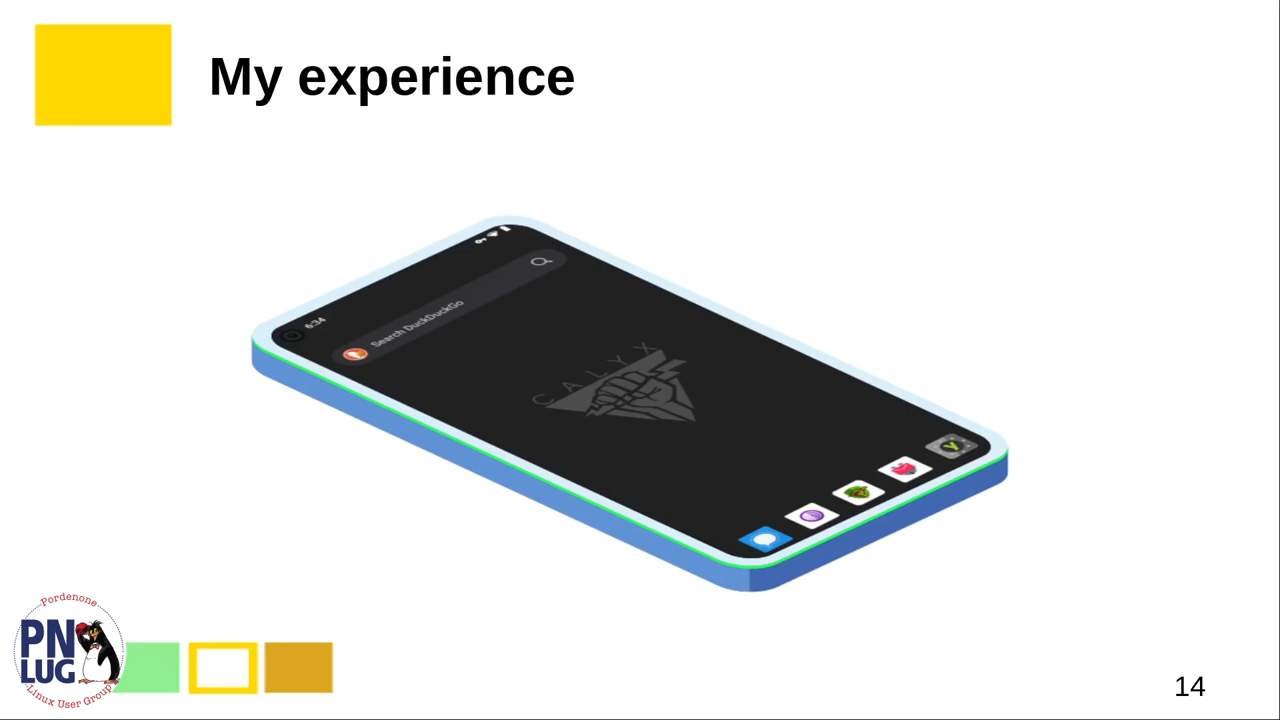 My experience
6:34
Search DuckDuckGo
CALYX
Pordenone
PN
LUG
Linux User Group
14